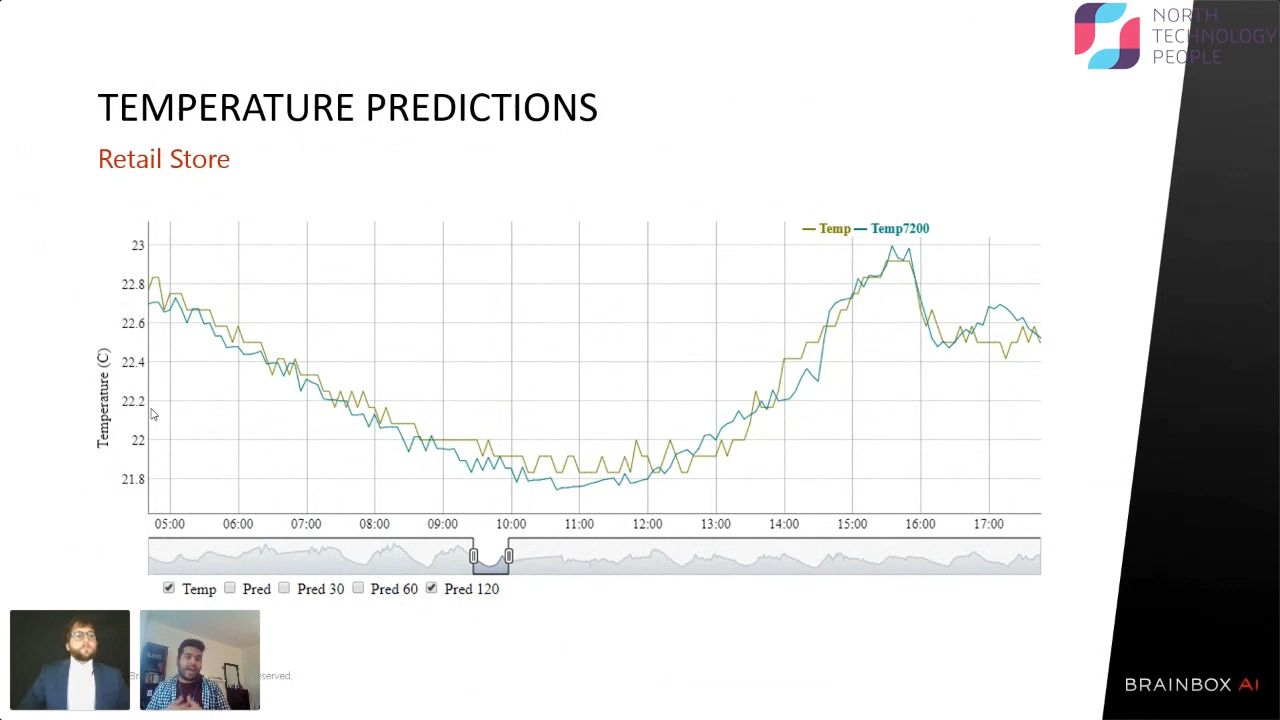 NORTH
TECHNOLOGY
PEOPLE
TEMPERATURE PREDICTIONS
Retail Store
Temp Temp7200
23
22.8
22.6
22.4
22.2
22
21.8
Temperature (C)
05:00 06:00 07:00 08:00 09:00 10:00 11:00 12:00 13:00 14:00 15:00 16:00 17:00
Temp Pred Pred 30 Pred 60 Pred 120
BRAINBOX AI